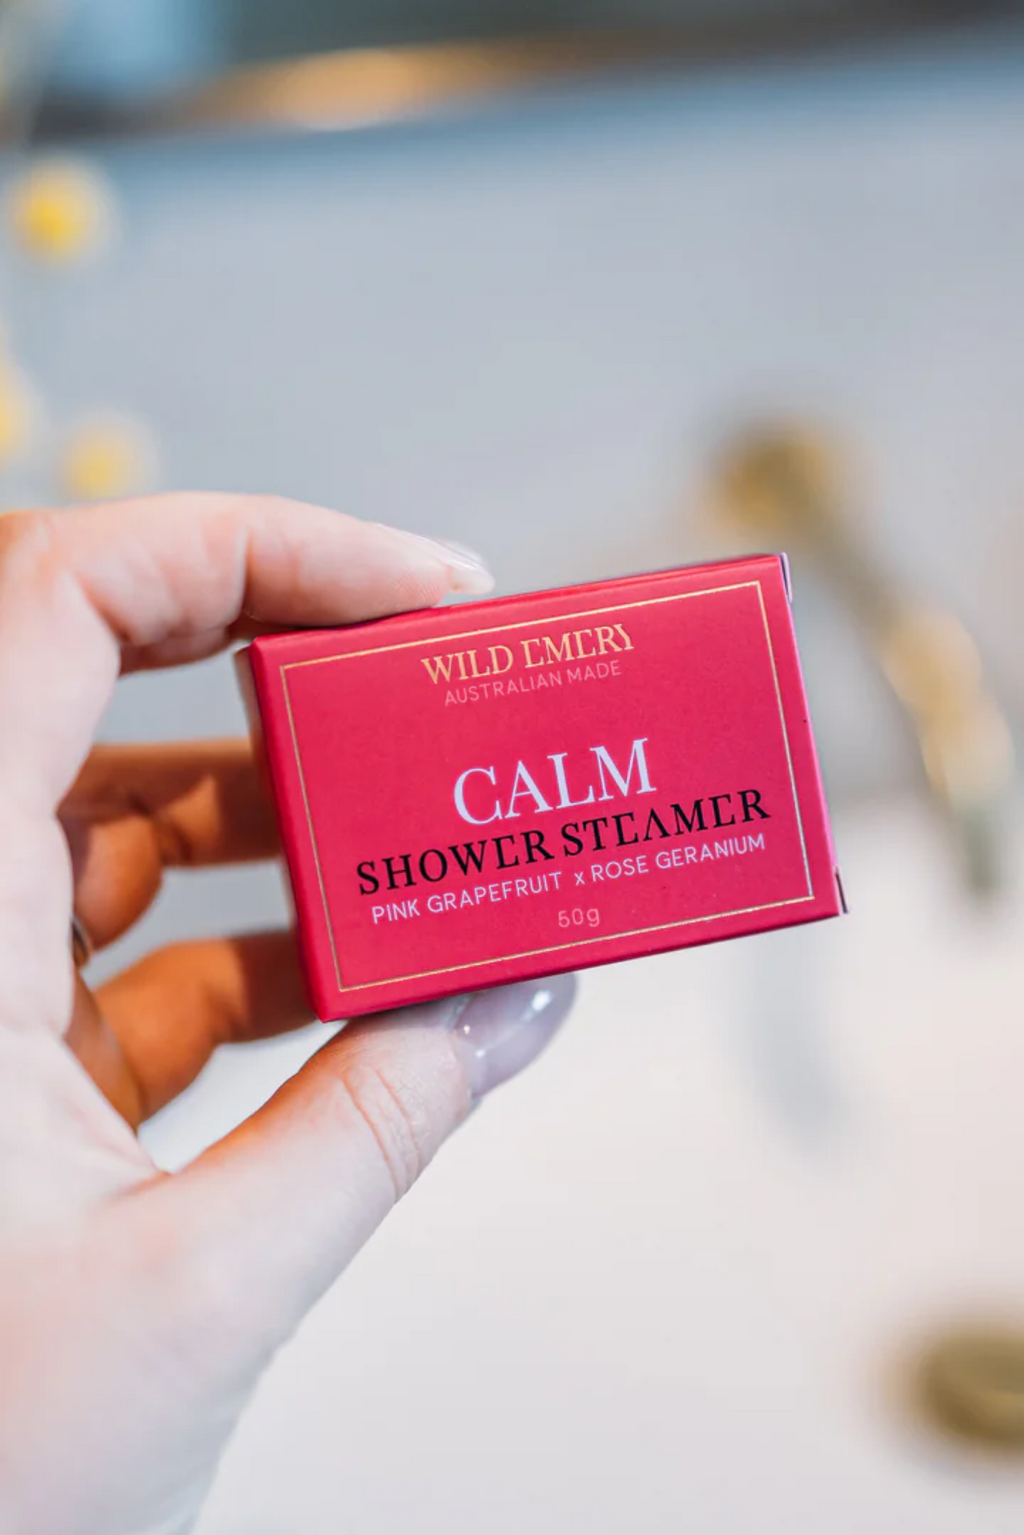 WILD EMERY
AUSTRALIAN MADE
CALM
SHOWER STEAMER
PINK GRAPEFRUIT x ROSE GERANIUM
50g